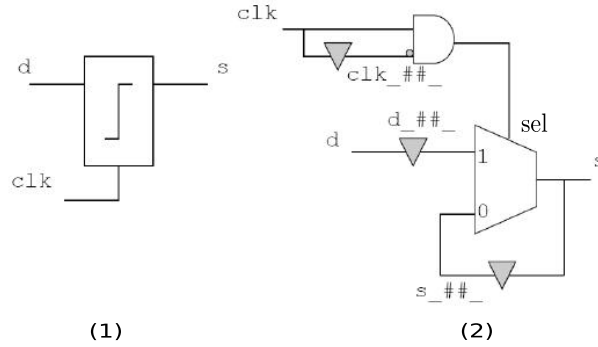 clk
clk_##_
d
s
d_##_
sel
d
s
1
clk
0
s_##_
(1)
(2)